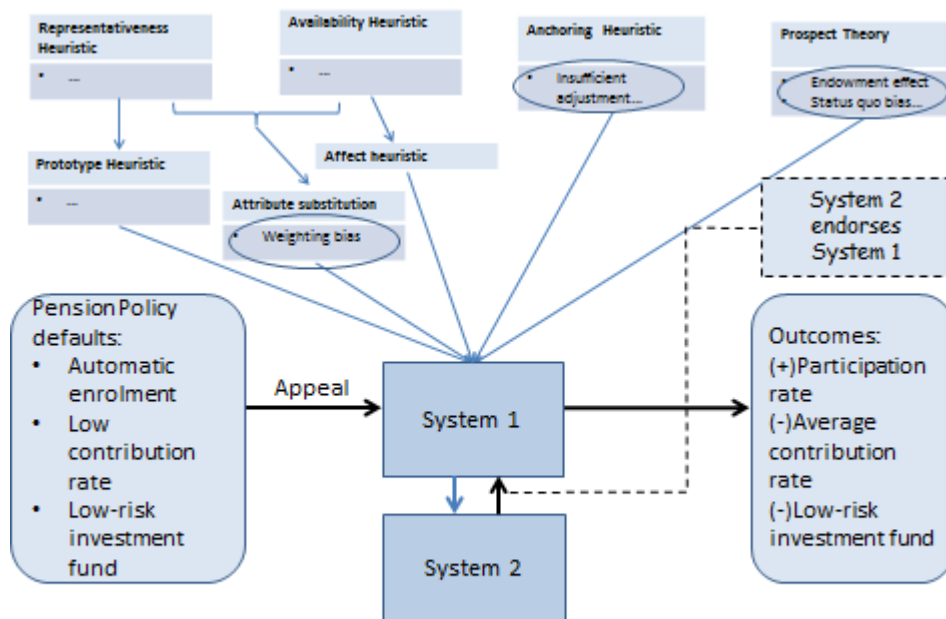 Representativeness
Heuristic
• ...
Availability Heuristic
• ...
Anchoring Heuristic
• Insufficient
adjustment...
Prospect Theory
• Endowment effect
• Status quo bias...
Prototype Heuristic
• ...
Affect heuristic
Attribute substitution
• Weighting bias
System 2
endorses
System 1
Pension Policy
defaults:
• Automatic
enrolment
• Low
contribution
rate
• Low-risk
investment
fund
Appeal
System 1
System 2
Outcomes:
(+)Participation
rate
(-)Average
contribution
rate
(-)Low-risk
investment fund